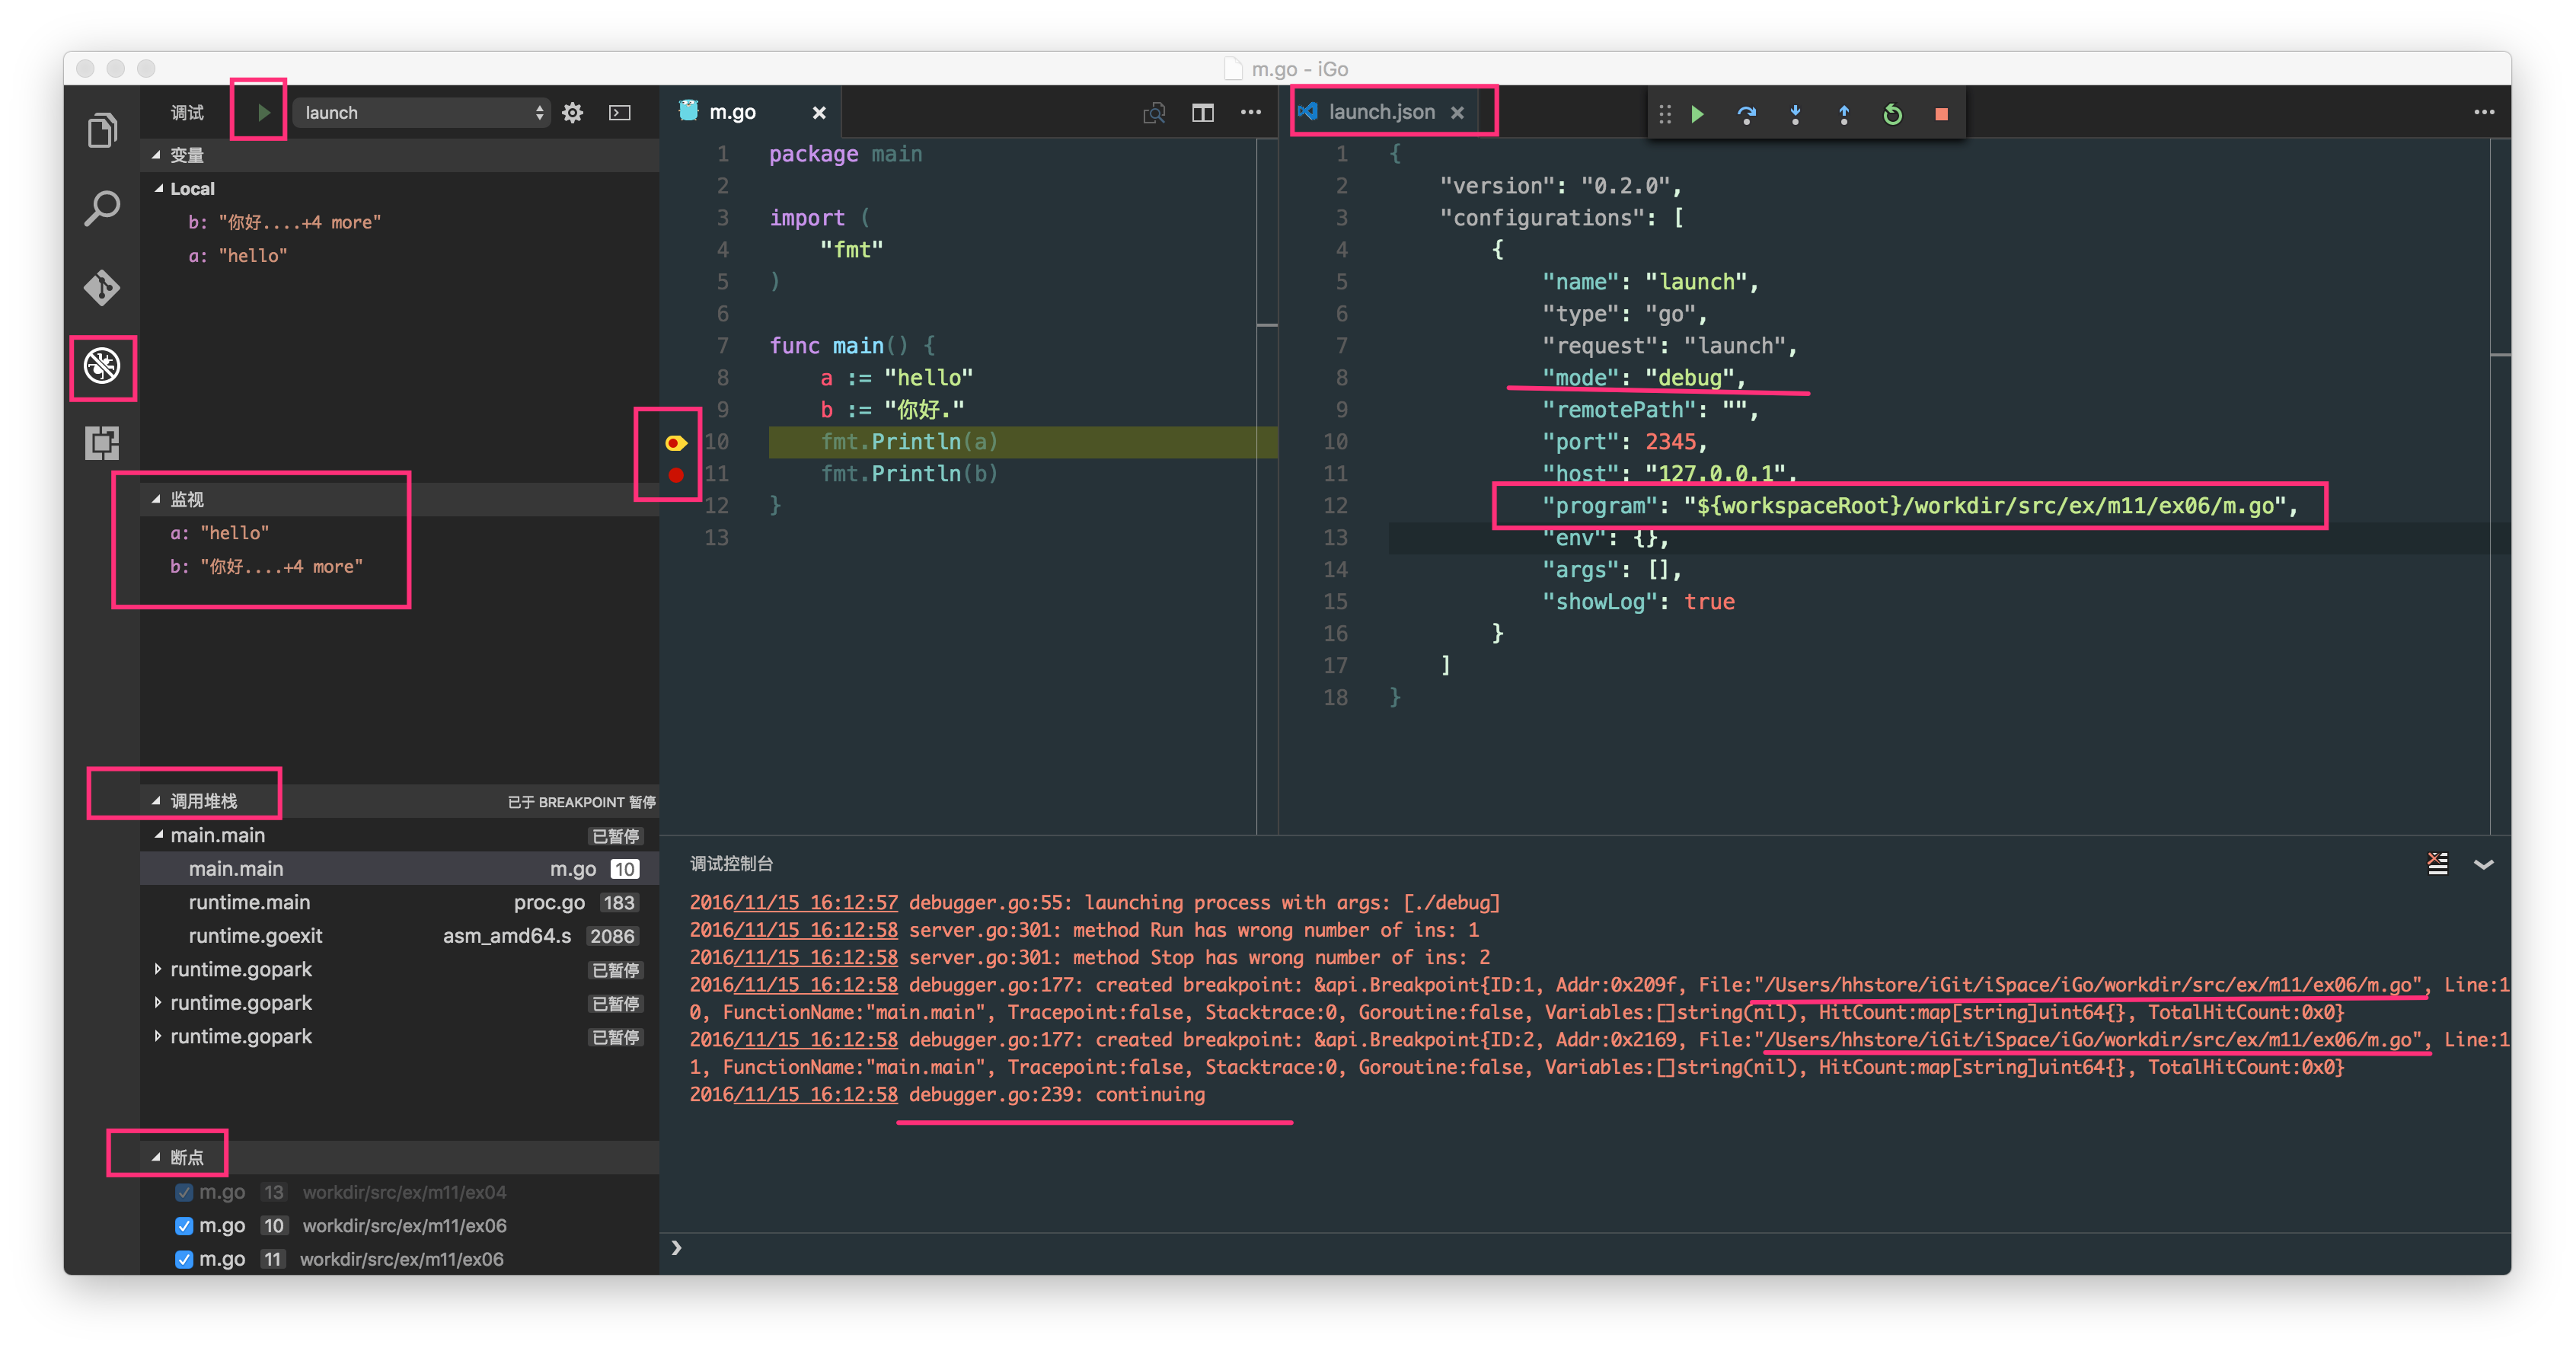 m.go - iGo
调试 launch
变量
Local
b: "你好....+4 more"
a: "hello"
监视
a: "hello"
b: "你好....+4 more"
调用堆栈 已于 BREAKPOINT 暂停
main.main 已暂停
main.main m.go 10
runtime.main proc.go 183
runtime.goexit asm_amd64.s 2086
runtime.gopark 已暂停
runtime.gopark 已暂停
runtime.gopark 已暂停
断点
m.go 13 workdir/src/ex/m11/ex04
m.go 10 workdir/src/ex/m11/ex06
m.go 11 workdir/src/ex/m11/ex06
m.go
1 package main
2
3 import (
4 "fmt"
5 )
6
7 func main() {
8 a := "hello"
9 b := "你好."
10 fmt.Println(a)
11 fmt.Println(b)
12 }
13
launch.json
1 {
2 "version": "0.2.0",
3 "configurations": [
4 {
5 "name": "launch",
6 "type": "go",
7 "request": "launch",
8 "mode": "debug",
9 "remotePath": "",
10 "port": 2345,
11 "host": "127.0.0.1",
12 "program": "${workspaceRoot}/workdir/src/ex/m11/ex06/m.go",
13 "env": {},
14 "args": [],
15 "showLog": true
16 }
17 ]
18 }
调试控制台
2016/11/15 16:12:57 debugger.go:55: launching process with args: [./debug]
2016/11/15 16:12:58 server.go:301: method Run has wrong number of ins: 1
2016/11/15 16:12:58 server.go:301: method Stop has wrong number of ins: 2
2016/11/15 16:12:58 debugger.go:177: created breakpoint: &api.Breakpoint{ID:1, Addr:0x209f, File:"/Users/hhstore/iGit/iSpace/iGo/workdir/src/ex/m11/ex06/m.go", Line:1
0, FunctionName:"main.main", Tracepoint:false, Stacktrace:0, Goroutine:false, Variables:[]string(nil), HitCount:map[string]uint64{}, TotalHitCount:0x0}
2016/11/15 16:12:58 debugger.go:177: created breakpoint: &api.Breakpoint{ID:2, Addr:0x2169, File:"/Users/hhstore/iGit/iSpace/iGo/workdir/src/ex/m11/ex06/m.go", Line:1
1, FunctionName:"main.main", Tracepoint:false, Stacktrace:0, Goroutine:false, Variables:[]string(nil), HitCount:map[string]uint64{}, TotalHitCount:0x0}
2016/11/15 16:12:58 debugger.go:239: continuing